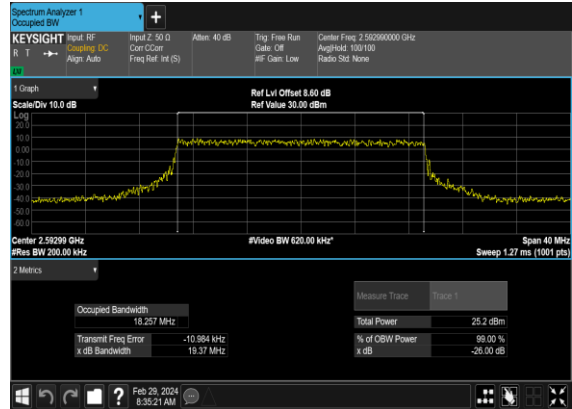 Spectrum Analyzer 1
Occupied BW
+
KEYSIGHT Input: RF Input Z: 50 Ω Atten: 40 dB Trig: Free Run Center Freq: 2.592990000 GHz
R T Coupling: DC Corr CCorr Gate: Off Avg|Hold: 100/100
Align: Auto Freq Ref: Int (S) #IF Gain: Low Radio Std: None
LXI
1 Graph
Ref Lvl Offset 8.60 dB
Scale/Div 10.0 dB Ref Value 30.00 dBm
Log
20.0
10.0
0.00
-10.0
-20.0
-30.0
-40.0
-50.0
-60.0
Center 2.59299 GHz #Video BW 620.00 kHz* Span 40 MHz
#Res BW 200.00 kHz Sweep 1.27 ms (1001 pts)
2 Metrics
Measure Trace Trace 1
Occupied Bandwidth
18.257 MHz Total Power 25.2 dBm
Transmit Freq Error -10.984 kHz % of OBW Power 99.00 %
x dB Bandwidth 19.37 MHz x dB -26.00 dB
? Feb 29, 2024
8:35:21 AM